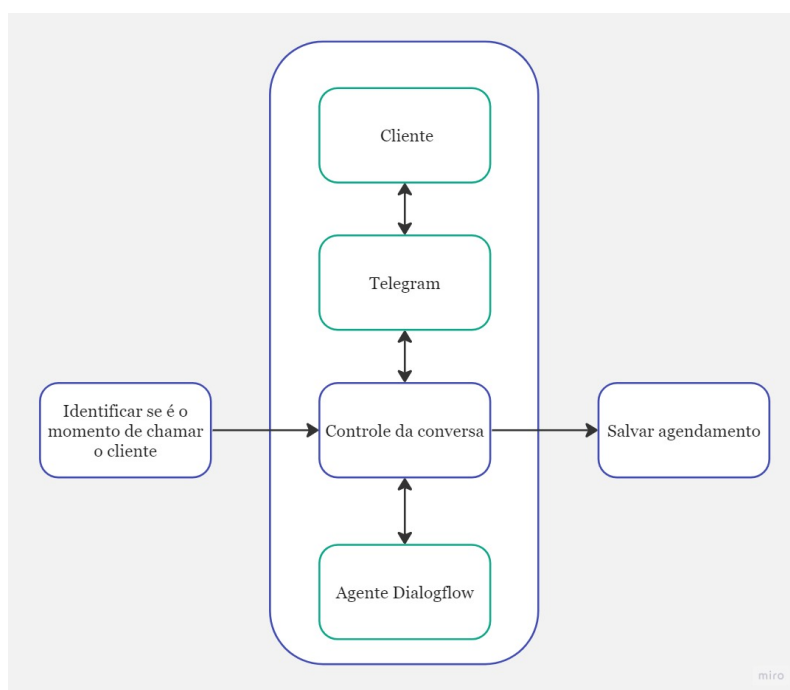 Cliente
Telegram
Identificar se é o
momento de chamar
o cliente
Controle da conversa
Salvar agendamento
Agente Dialogflow
miro